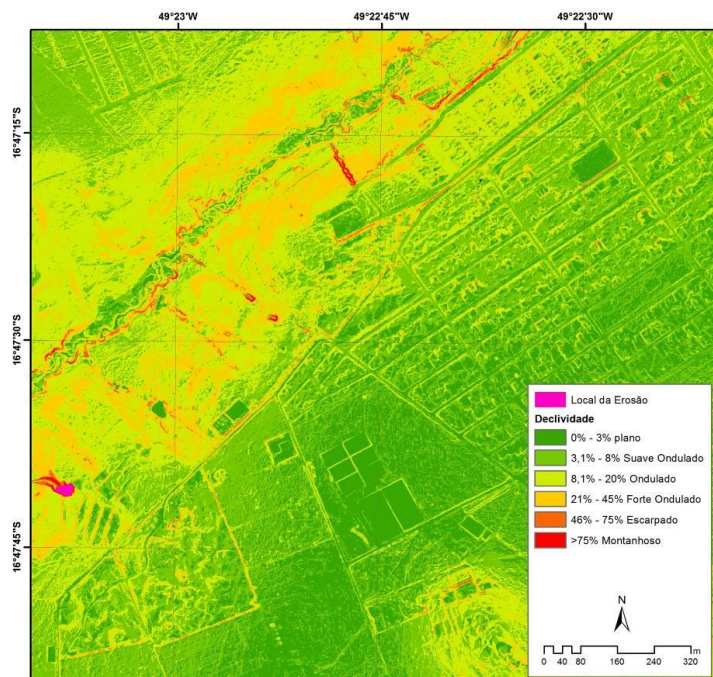 49°23'W
49°22'45"W
49°22'30"W
16°47'15"S
16°47'30"S
16°47'45"S
Local da Erosão
Declividade
0% - 3% plano
3,1% - 8% Suave Ondulado
8,1% - 20% Ondulado
21% - 45% Forte Ondulado
46% - 75% Escarpado
>75% Montanhoso
N
m
0 40 80 160 240 320